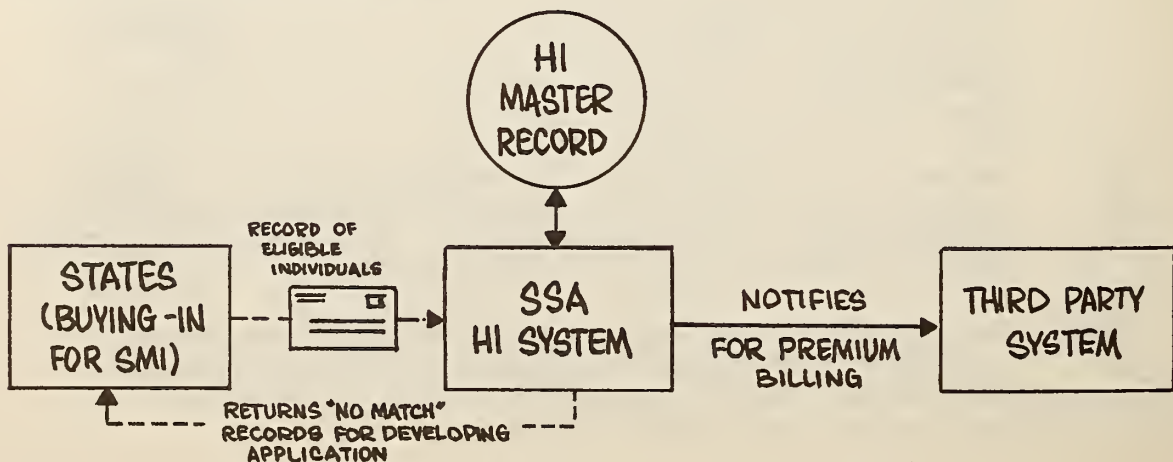 HI
MASTER
RECORD
STATES
(BUYING-IN
FOR SMI)
RECORD OF
ELIGIBLE
INDIVIDUALS
SSA
HI SYSTEM
NOTIFIES
FOR PREMIUM
BILLING
THIRD PARTY
SYSTEM
RETURNS "NO MATCH"
RECORDS FOR DEVELOPING
APPLICATION